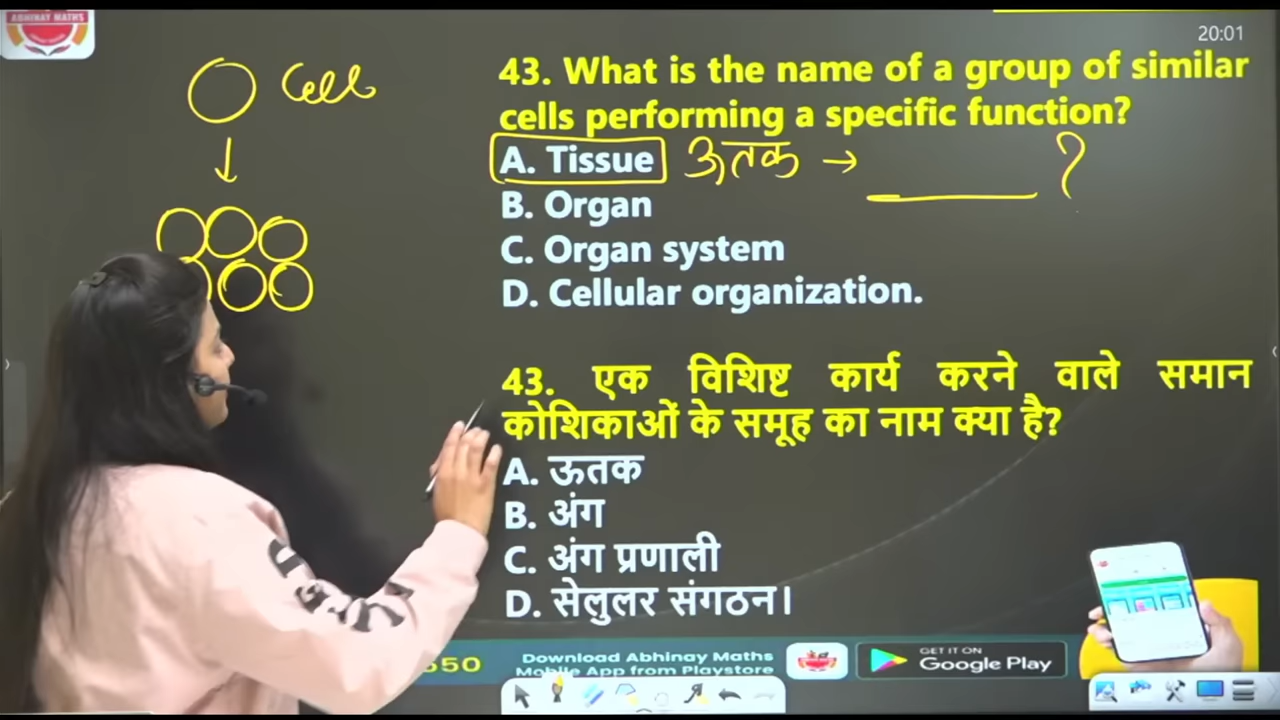 ABHINAY MATHS
20:01
Cell
43. What is the name of a group of similar
cells performing a specific function?
A. Tissue ऊतक → ?
B. Organ
C. Organ system
D. Cellular organization.
43. एक विशिष्ट कार्य करने वाले समान
कोशिकाओं के समूह का नाम क्या है?
A. ऊतक
B. अंग
C. अंग प्रणाली
D. सेलुलर संगठन।
Download Abhinay Maths
Mobile App from Playstore
GET IT ON
Google Play